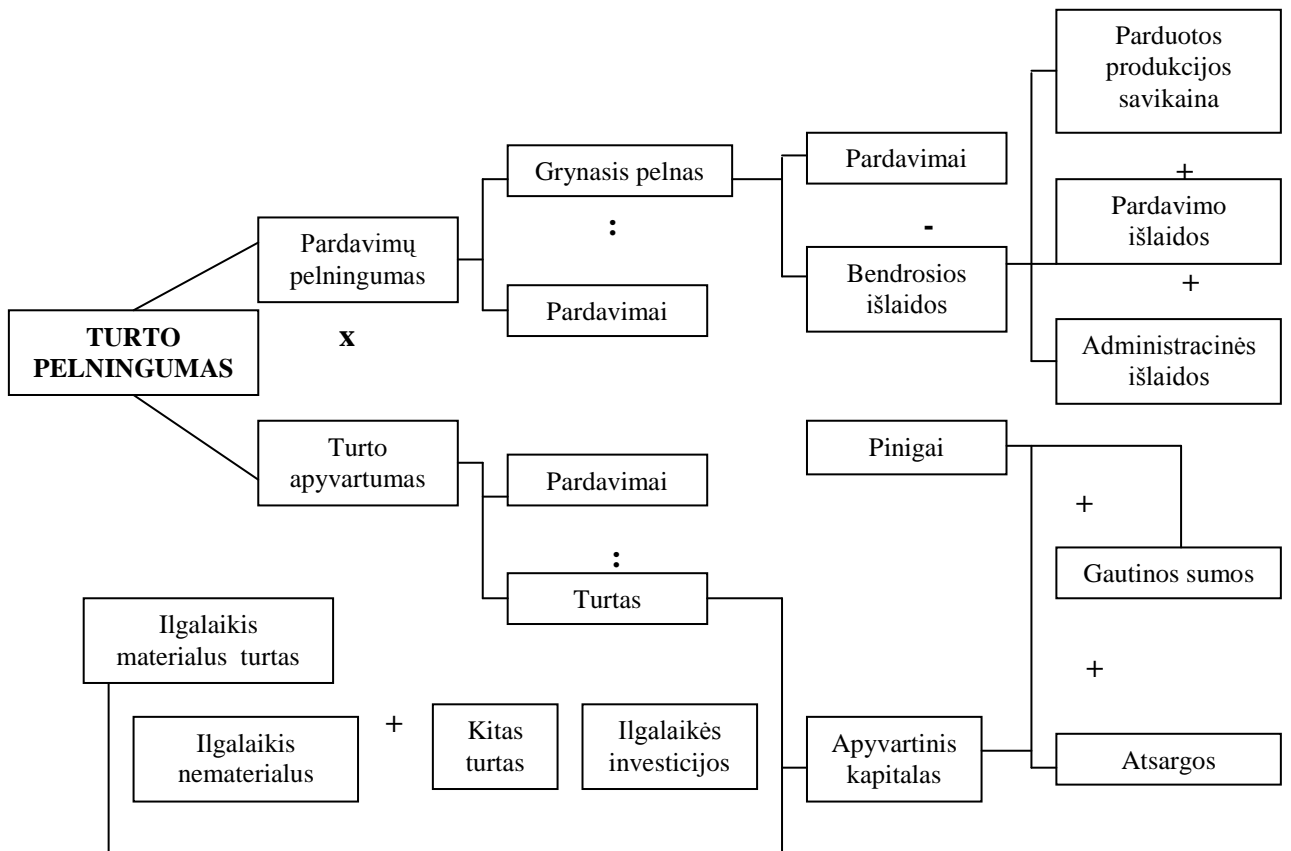 Parduotos
produkcijos
savikaina
+
Grynasis pelnas
Pardavimai
:
-
Pardavimo
išlaidos
Pardavimų
pelningumas
Bendrosios
išlaidos
+
Pardavimai
TURTO
PELNINGUMAS
x
Administracinės
išlaidos
Turto
apyvartumas
Pardavimai
Pinigai
+
:
Turtas
Gautinos sumos
Ilgalaikis
materialus turtas
+
Ilgalaikis
nematerialus
+
Kitas
turtas
Ilgalaikės
investicijos
Apyvartinis
kapitalas
Atsargos